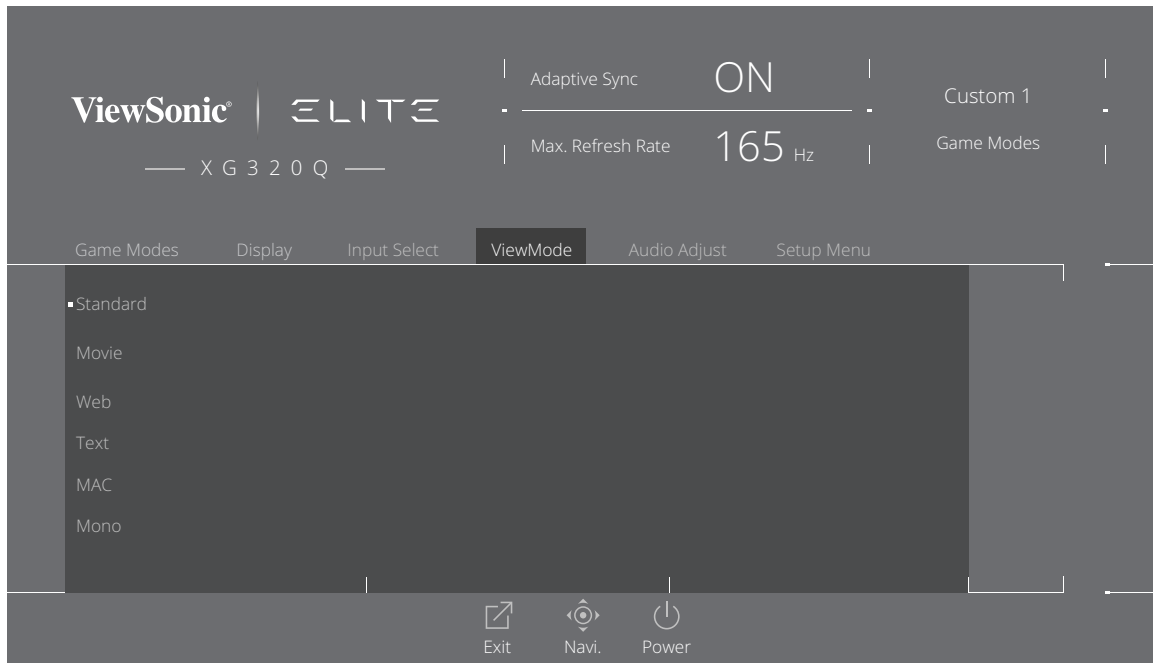 ViewSonic® | ELITE
XG320Q
Adaptive Sync ON
Max. Refresh Rate 165 Hz
Custom 1
Game Modes
Game Modes Display Input Select ViewMode Audio Adjust Setup Menu
Standard
Movie
Web
Text
MAC
Mono
Exit Navi. Power